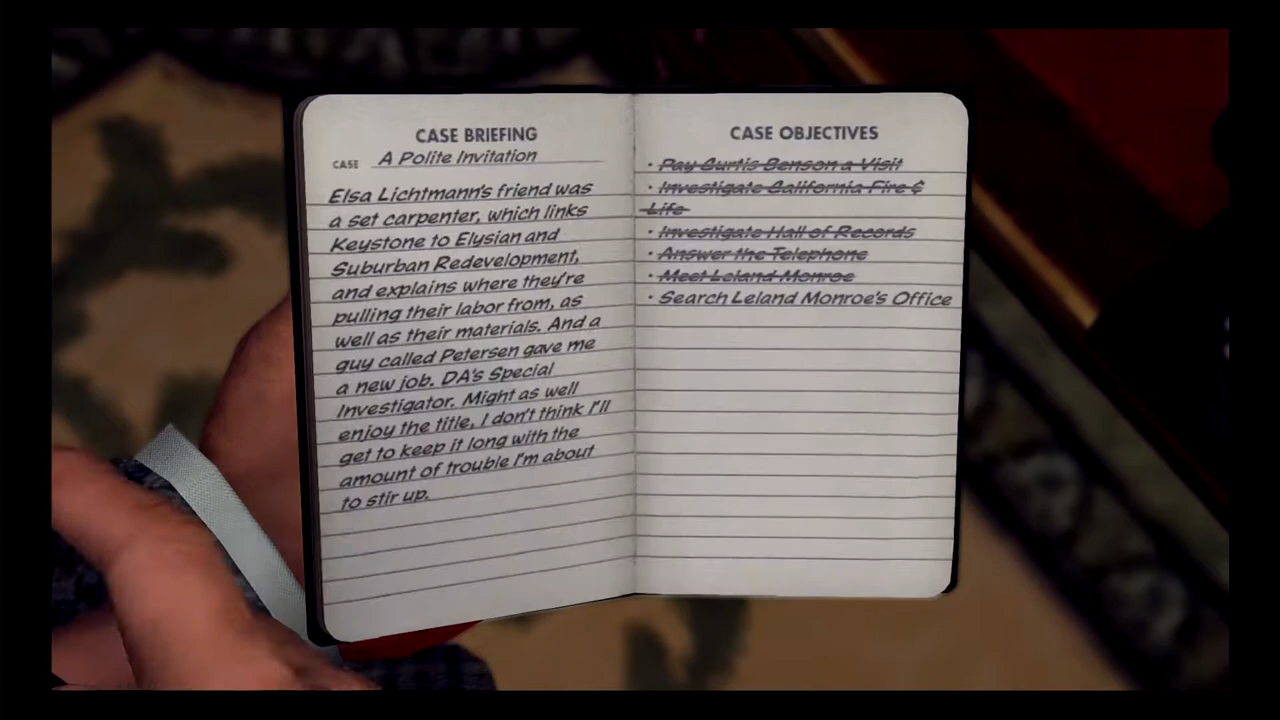 CASE BRIEFING
CASE A Polite Invitation
Elsa Lichtmann's friend was
a set carpenter, which links
Keystone to Elysian and
Suburban Redevelopment,
and explains where they're
pulling their labor from, as
well as their materials. And a
guy called Petersen gave me
a new job. DA's Special
Investigator. Might as well
enjoy the title, I don't think I'll
get to keep it long with the
amount of trouble I'm about
to stir up.
CASE OBJECTIVES
· Pay Curtis Benson a Visit
· Investigate California Fire &
Life
· Investigate Hall of Records
· Answer the Telephone
· Meet Leland Monroe
· Search Leland Monroe's Office